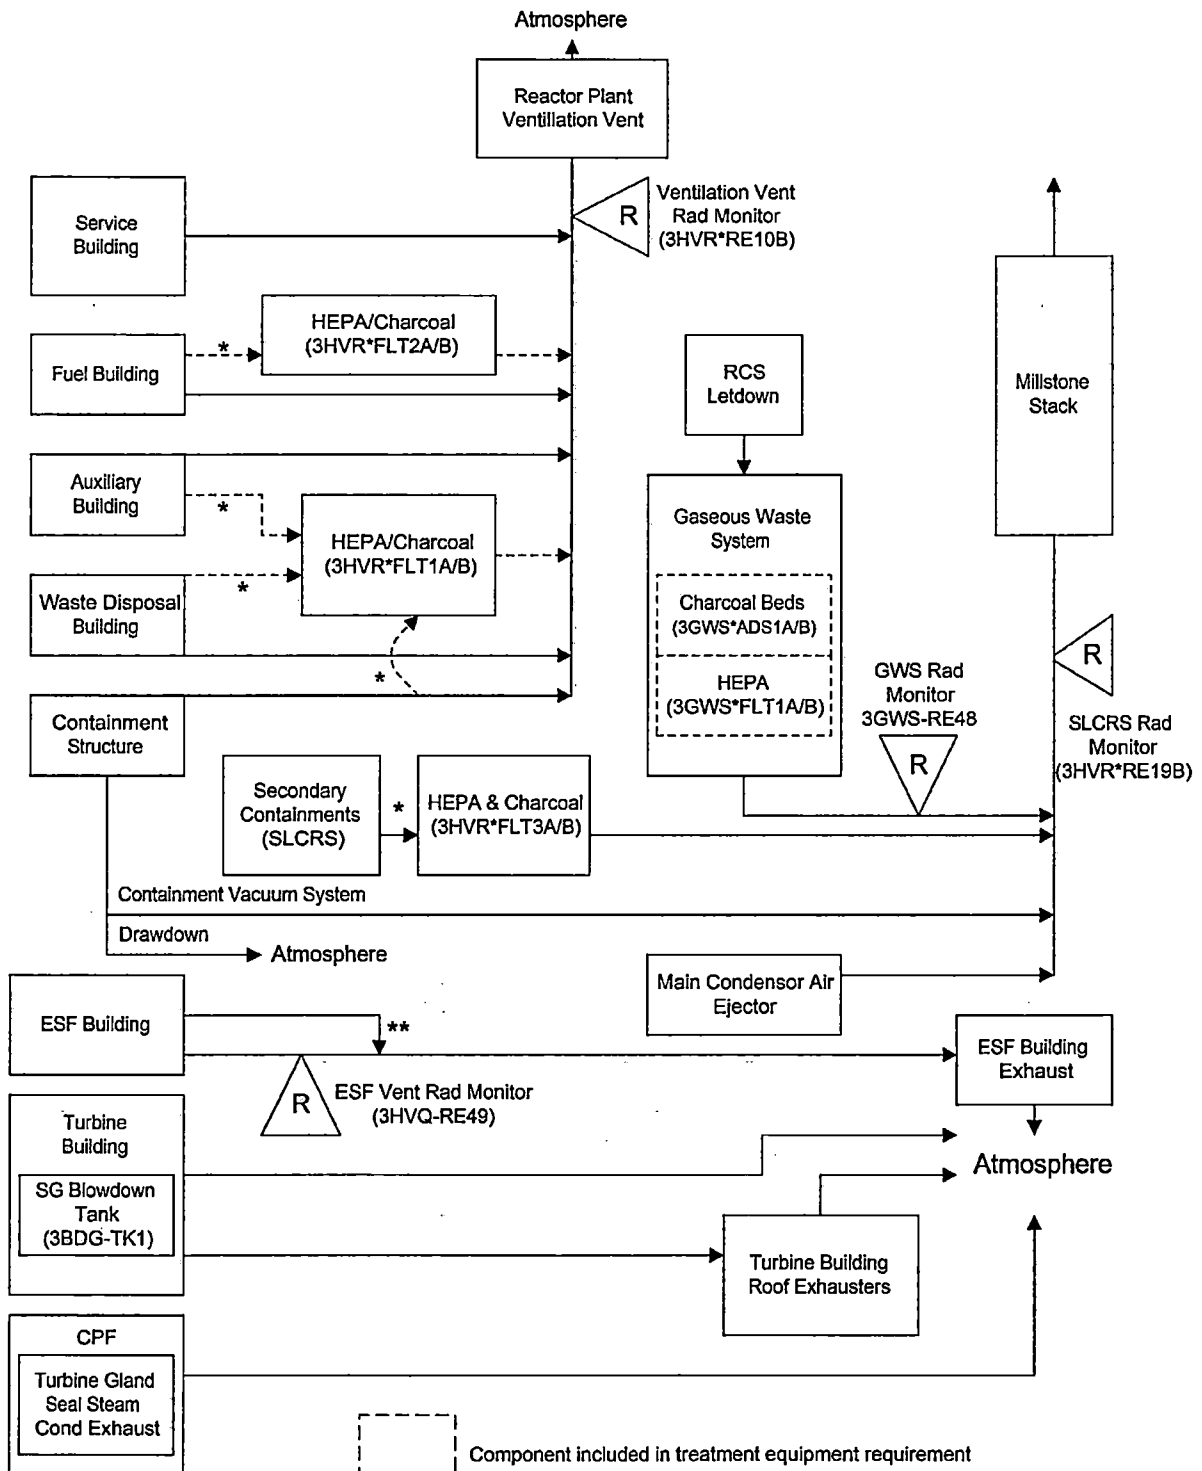 Atmosphere
Reactor Plant
Ventillation Vent
Service
Building
R
Ventilation Vent
Rad Monitor
(3HVR*RE10B)
HEPA/Charcoal
(3HVR*FLT2A/B)
*
Fuel Building
RCS
Letdown
Millstone
Stack
Auxiliary
Building
*
HEPA/Charcoal
(3HVR*FLT1A/B)
Gaseous Waste
System
Waste Disposal
Building
*
Charcoal Beds
(3GWS*ADS1A/B)
HEPA
(3GWS*FLT1A/B)
*
R
GWS Rad
Monitor
3GWS-RE48
R
SLCRS Rad
Monitor
(3HVR*RE19B)
Containment
Structure
Secondary
Containments
(SLCRS)
*
HEPA & Charcoal
(3HVR*FLT3A/B)
Containment Vacuum System
Drawdown
Atmosphere
Main Condensor Air
Ejector
ESF Building
**
R
ESF Vent Rad Monitor
(3HVQ-RE49)
ESF Building
Exhaust
Turbine
Building
SG Blowdown
Tank
(3BDG-TK1)
Atmosphere
Turbine Building
Roof Exhausters
CPF
Turbine Gland
Seal Steam
Cond Exhaust
Component included in treatment equipment requirement